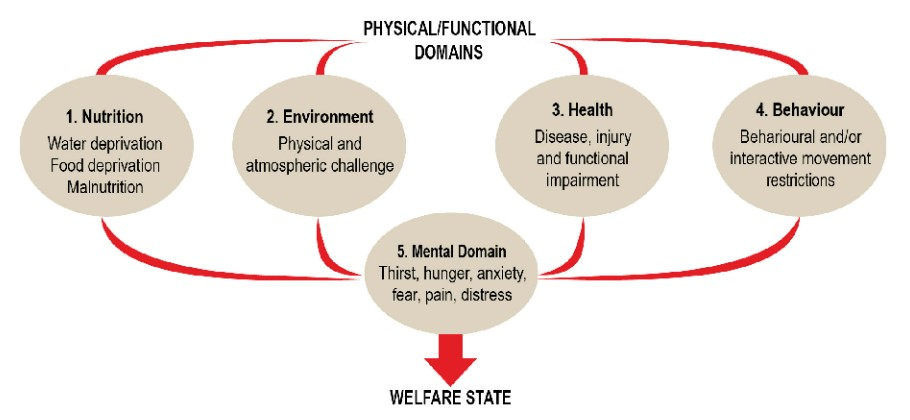 PHYSICAL/FUNCTIONAL
DOMAINS
1. Nutrition
Water deprivation
Food deprivation
Malnutrition
2. Environment
Physical and
atmospheric challenge
3. Health
Disease, injury
and functional
impairment
4. Behaviour
Beharioural and/or
interactive movement
restrictions
5. Mental Domain
Thirst, hunger, anxiety,
fear, pain, distress
WELFARE STATE